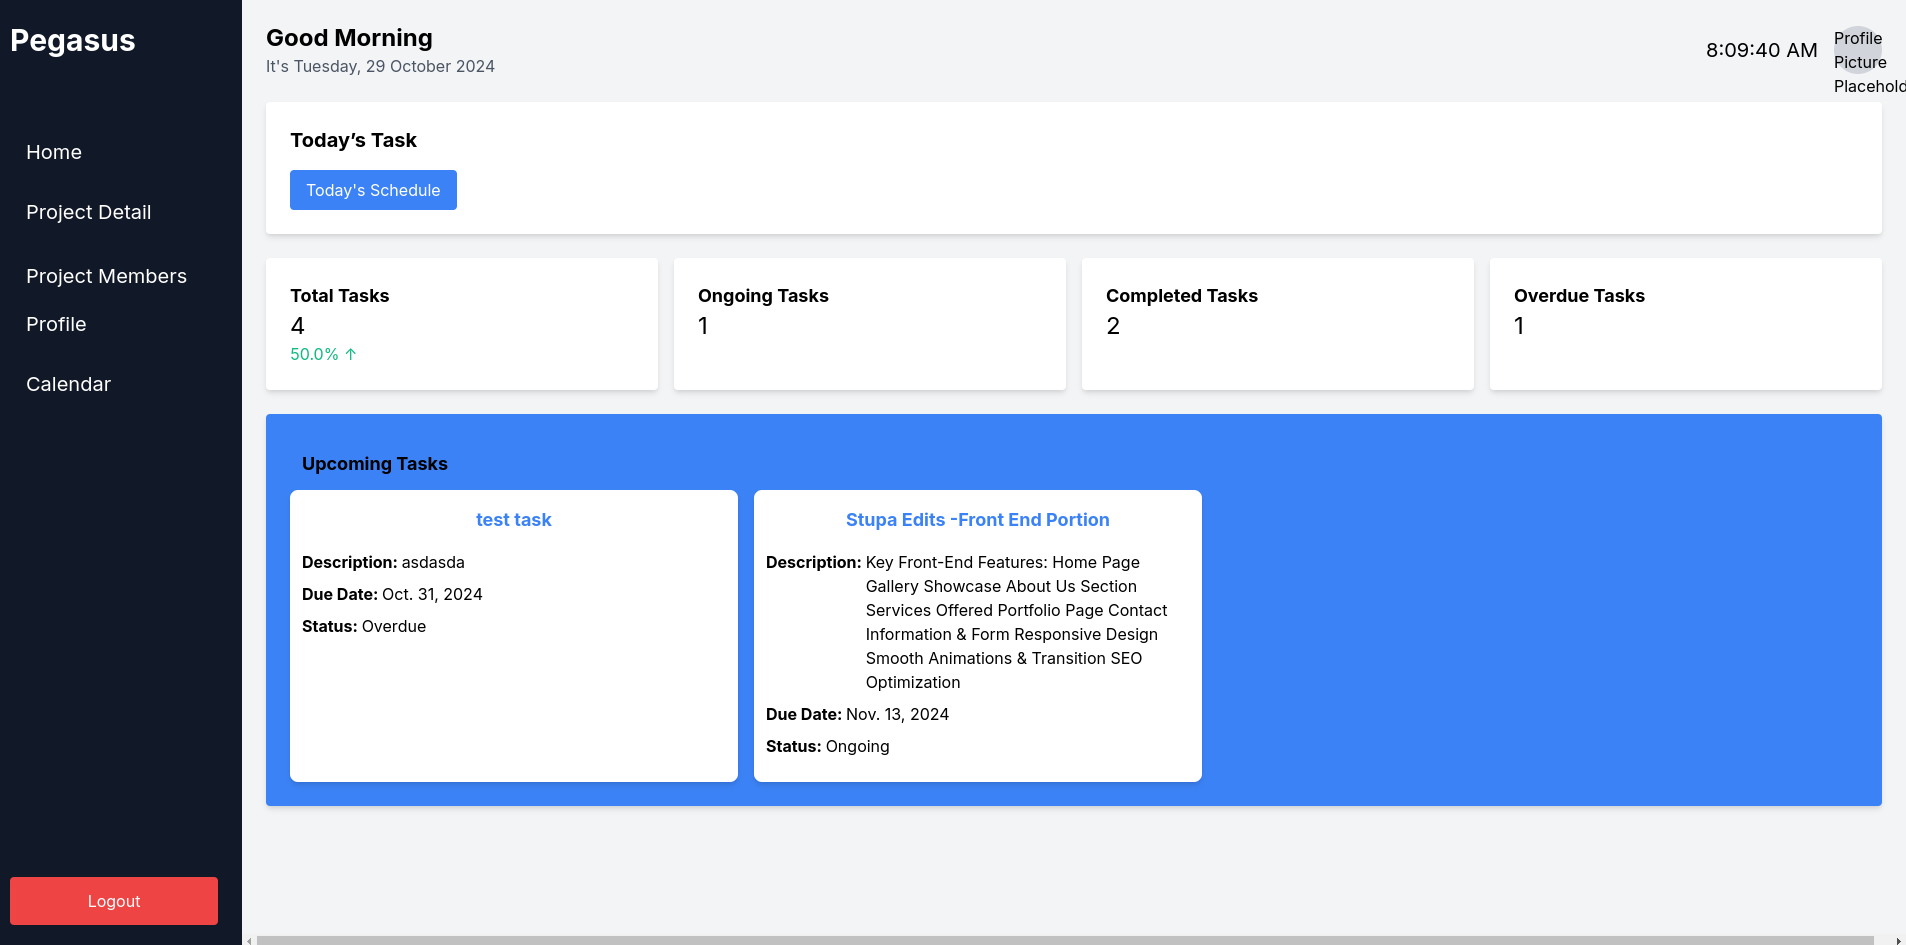 Pegasus
Home
Project Detail
Project Members
Profile
Calendar
Logout
Good Morning
It's Tuesday, 29 October 2024
8:09:40 AM
Profile
Picture
Placehold
Today’s Task
Today's Schedule
Total Tasks
4
50.0% ↑
Ongoing Tasks
1
Completed Tasks
2
Overdue Tasks
1
Upcoming Tasks
test task
Description: asdasda
Due Date: Oct. 31, 2024
Status: Overdue
Stupa Edits -Front End Portion
Description: Key Front-End Features: Home Page
Gallery Showcase About Us Section
Services Offered Portfolio Page Contact
Information & Form Responsive Design
Smooth Animations & Transition SEO
Optimization
Due Date: Nov. 13, 2024
Status: Ongoing